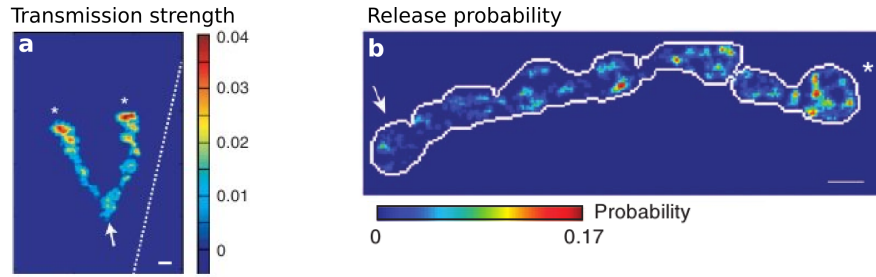 Transmission strength
a
*
*
0.04
0.03
0.02
0.01
0
Release probability
b
*
Probability
0
0.17